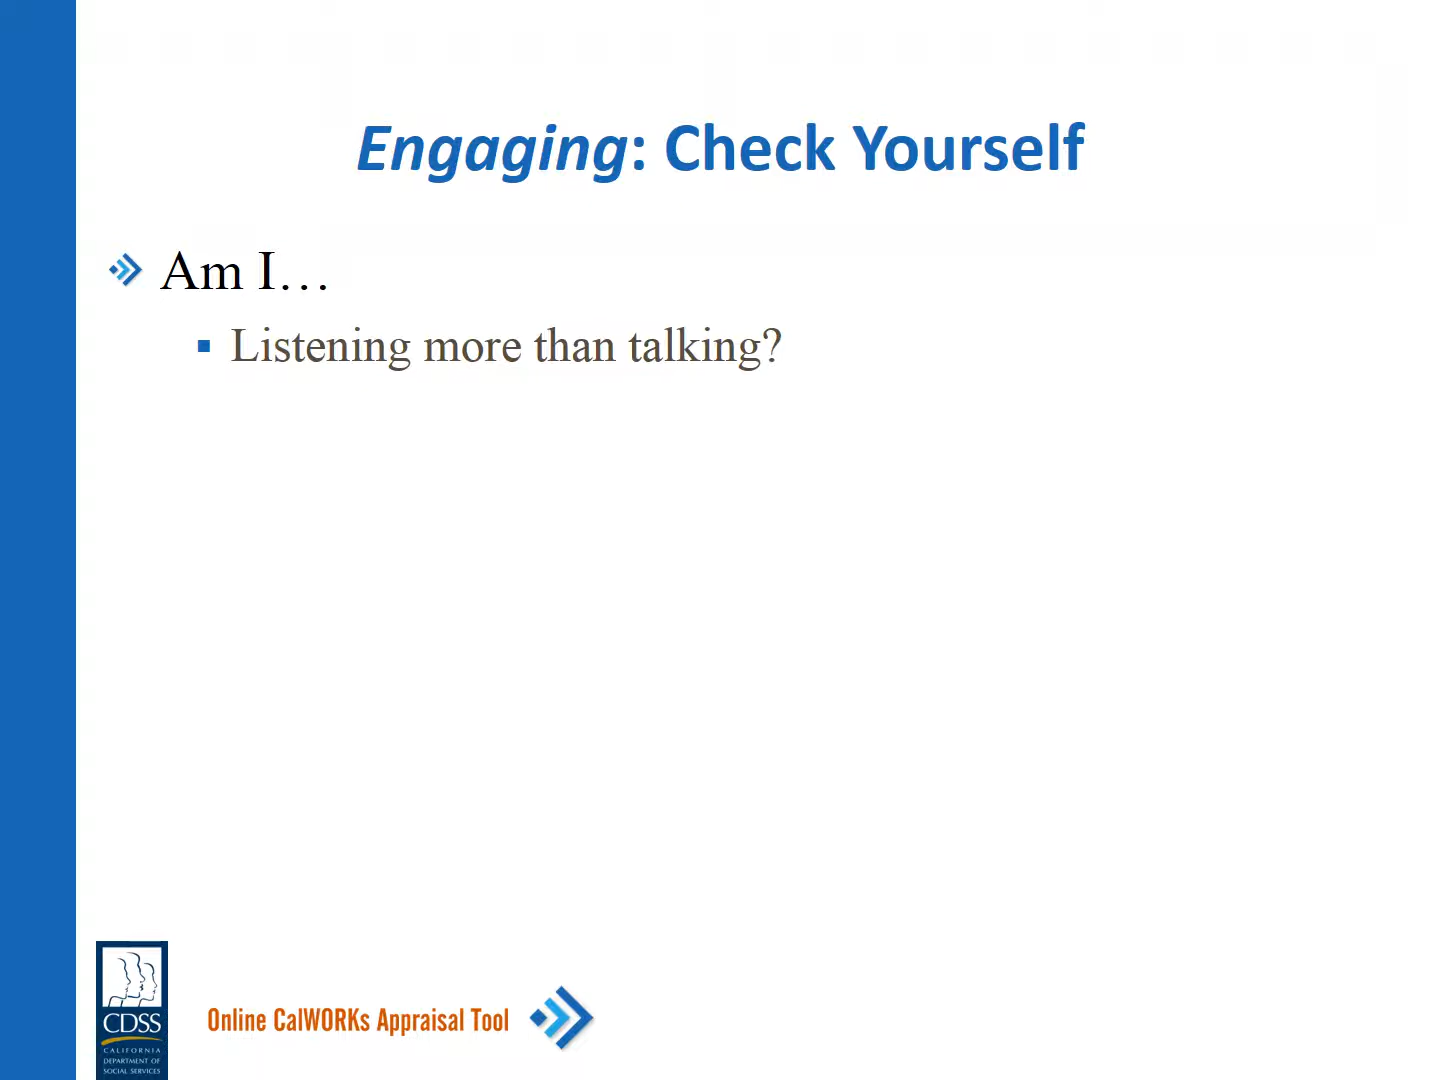 Engaging: Check Yourself
Am I…
Listening more than talking?
CDSS
CALIFORNIA
DEPARTMENT OF
SOCIAL SERVICES
Online CalWORKs Appraisal Tool